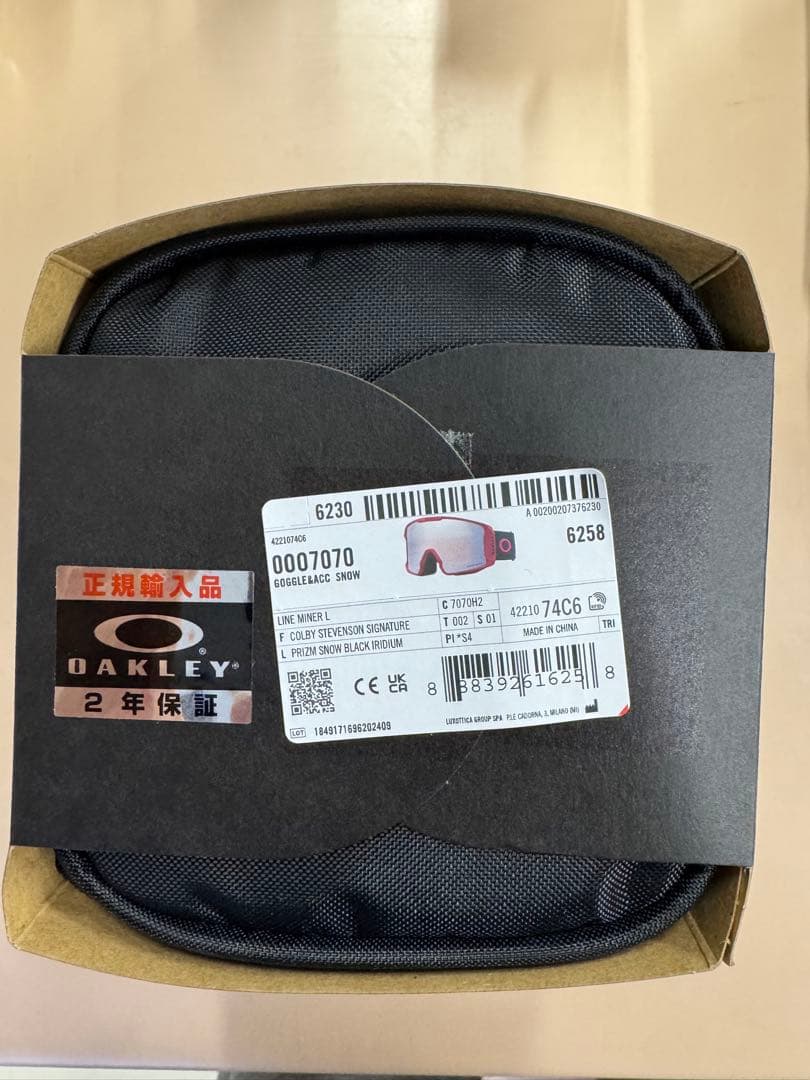 6230
A 00200207376230
4221074C6
0007070
GOGGLE&ACC SNOW
6258
LINE MINER L
F COLBY STEVENSON SIGNATURE
L PRIZM SNOW BLACK IRIDIUM
C 7070H2
T 002 S 01
PI*S4
42210 74C6
MADE IN CHINA
TRI
CE UK CA
8 8839261625 8
LUXOTTICA GROUP SPA P.LE CADORNA, 3, MILANO (MI)
LOT 1849171696202409
正規輸入品
OAKLEY®
2年保証